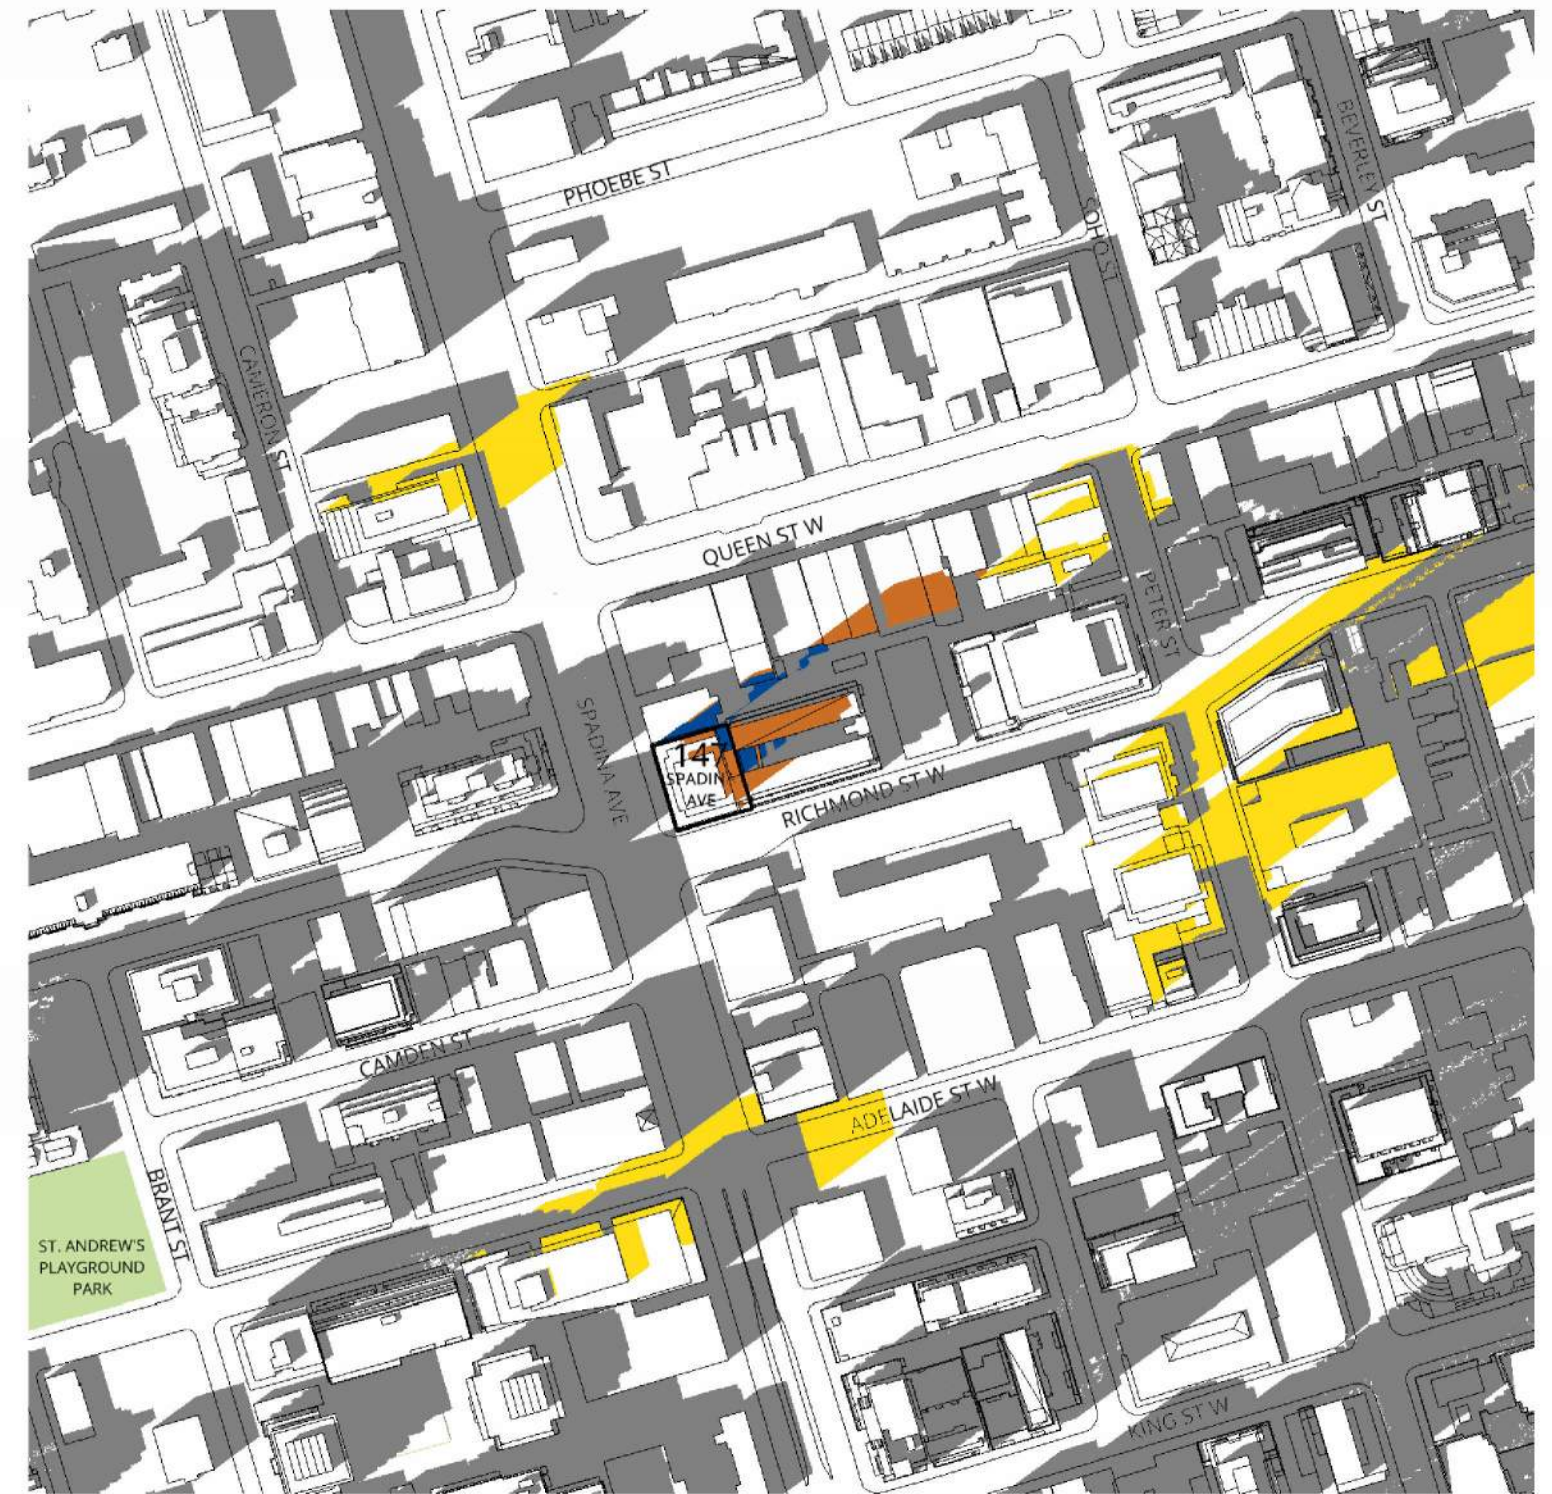 BEVERLEY ST
PHOEBE ST
SOHO ST
CAMERON ST
QUEEN ST W
PETER ST
SPADINA AVE
147
SPADINA
AVE
RICHMOND ST W
CAMDEN ST
ADELAIDE ST W
BRANT ST
ST. ANDREW'S
PLAYGROUND
PARK
KING ST W